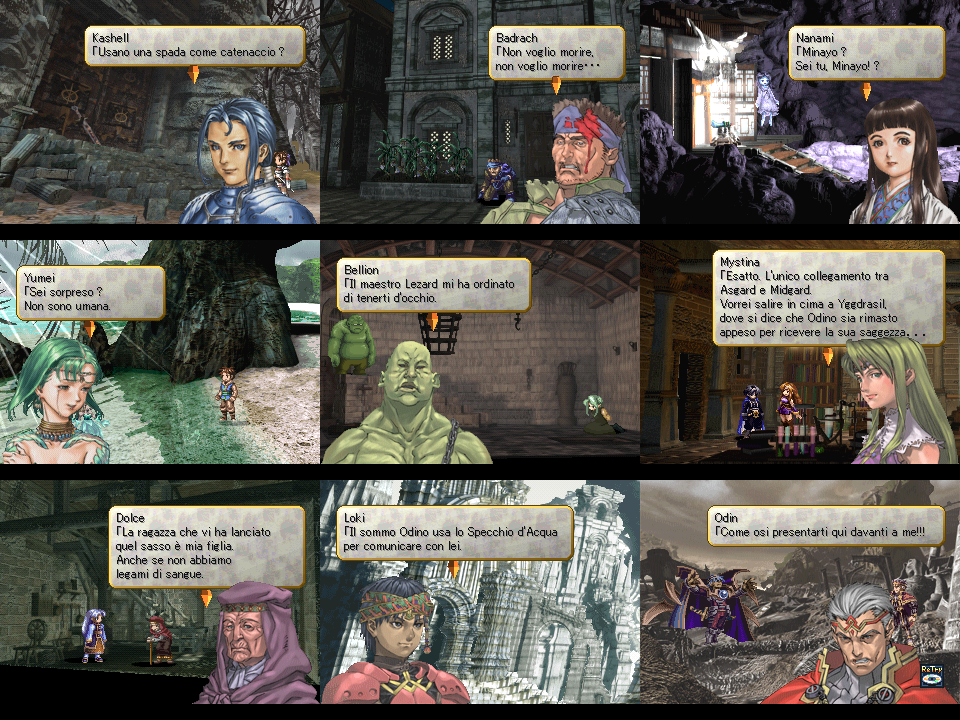 Kashell
「Usano una spada come catenaccio?
Badrach
「Non voglio morire,
non voglio morire・・・
Nanami
「Minayo?
Sei tu, Minayo!?
Yumei
「Sei sorpreso?
Non sono umana.
Bellion
「Il maestro Lezard mi ha ordinato
di tenerti d'occhio.
Mystina
「Esatto. L'unico collegamento tra
Asgard e Midgard.
Vorrei salire in cima a Yggdrasil,
dove si dice che Odino sia rimasto
appeso per ricevere la sua saggezza...
Dolce
「La ragazza che vi ha lanciato
quel sasso è mia figlia.
Anche se non abbiamo
legami di sangue.
Loki
「Il sommo Odino usa lo Specchio d'Acqua
per comunicare con lei.
Odin
「Come osi presentarti qui davanti a me!!!